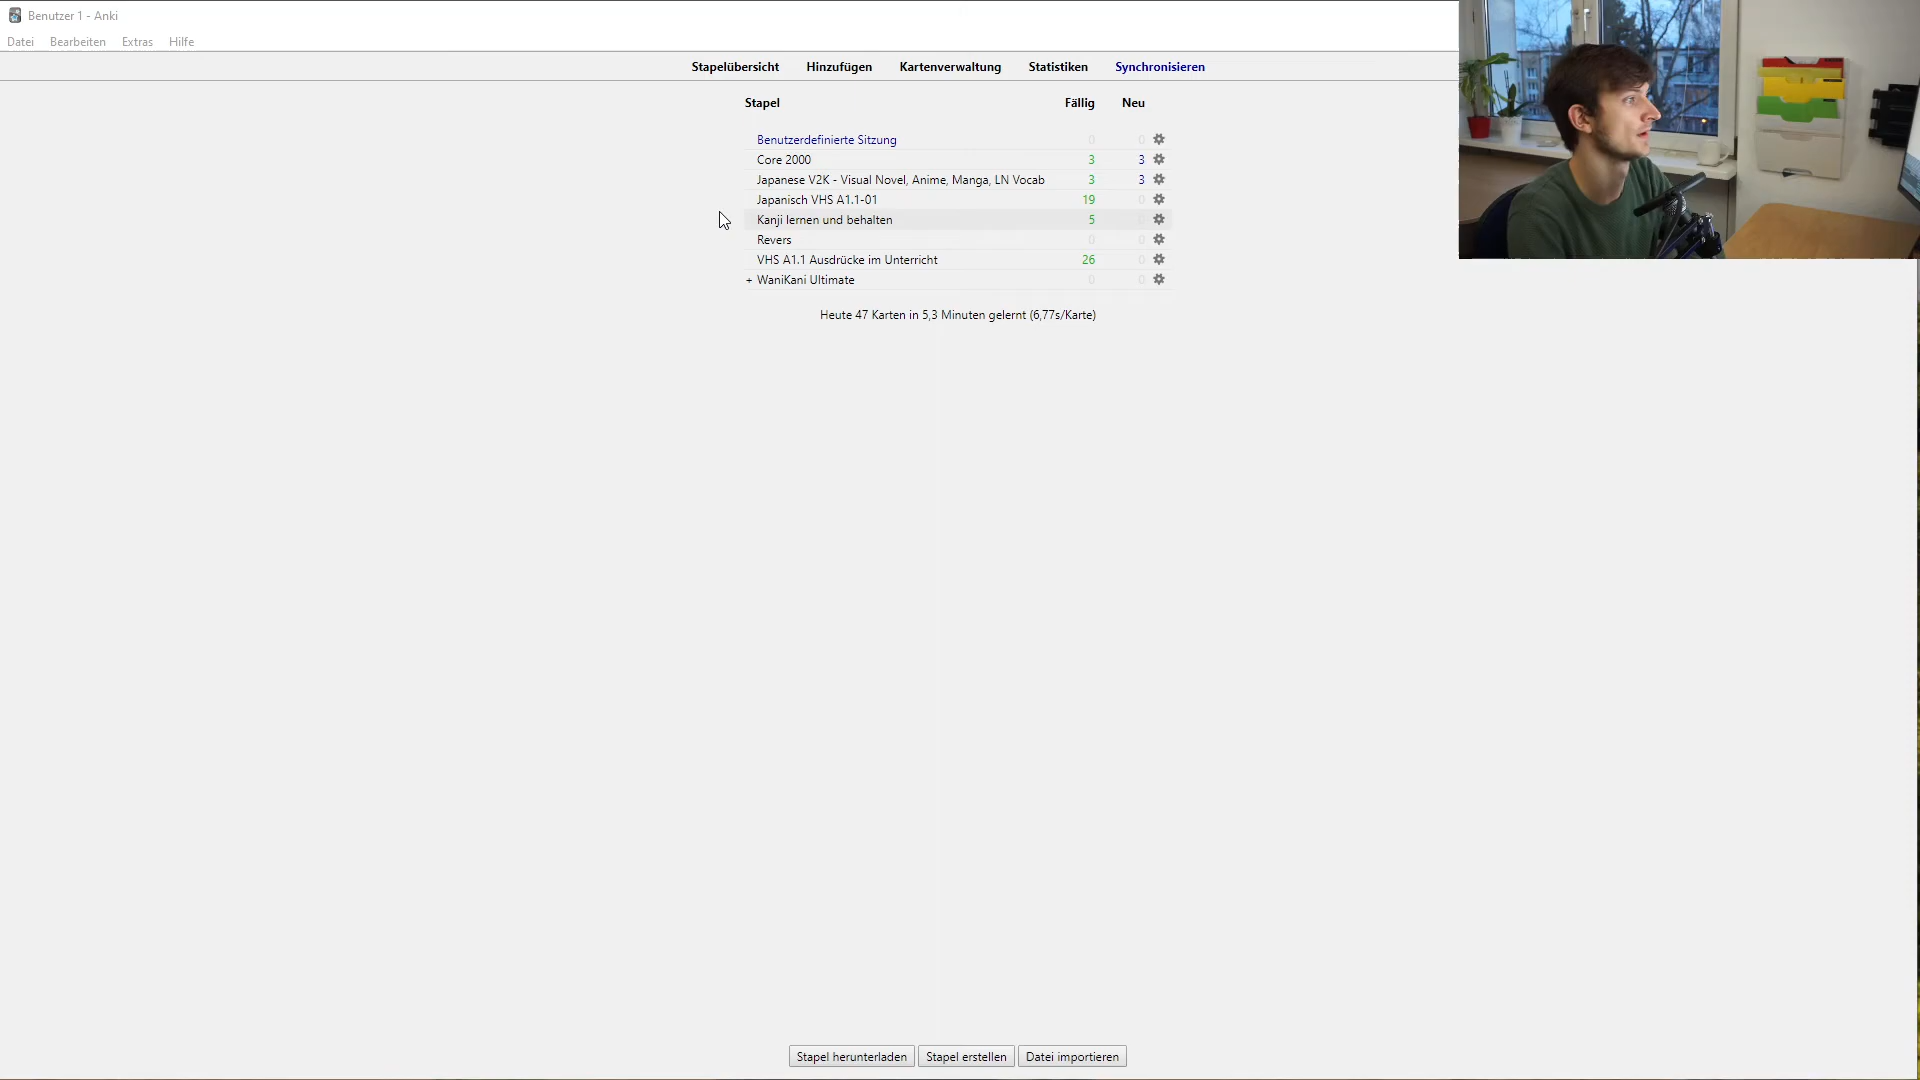 Benutzer 1 - Anki
Datei Bearbeiten Extras Hilfe
Stapelübersicht Hinzufügen Kartenverwaltung Statistiken Synchronisieren
Stapel Fällig Neu
Benutzerdefinierte Sitzung 0 0
Core 2000 3 3
Japanese V2K - Visual Novel, Anime, Manga, LN Vocab 3 3
Japanisch VHS A1.1-01 19 0
Kanji lernen und behalten 5 0
Revers 0 0
VHS A1.1 Ausdrücke im Unterricht 26 0
+ WaniKani Ultimate 0 0
Heute 47 Karten in 5,3 Minuten gelernt (6,77s/Karte)
Stapel herunterladen Stapel erstellen Datei importieren